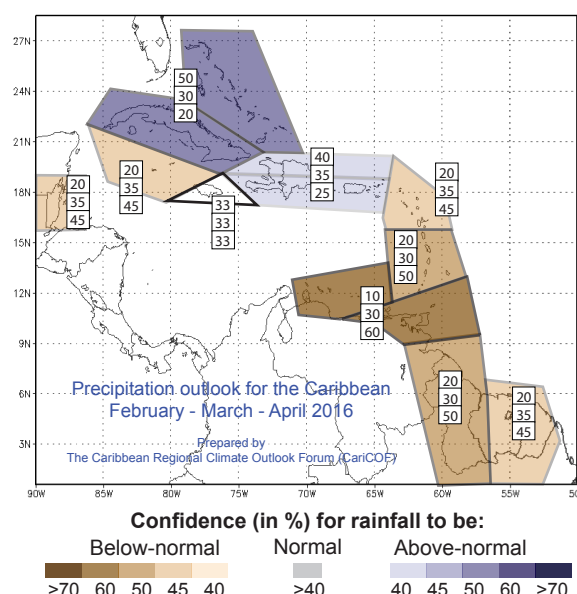 27N
24N
21N
18N
15N
12N
9N
6N
3N
50
30
20
40
35
25
20
35
45
20
35
45
20
35
45
33
33
33
20
30
50
10
30
60
20
30
50
20
35
45
Precipitation outlook for the Caribbean
February - March - April 2016
Prepared by
The Caribbean Regional Climate Outlook Forum (CariCOF)
90W 85W 80W 75W 70W 65W 60W 55W 50
Confidence (in %) for rainfall to be:
Below-normal Normal Above-normal
>70 60 50 45 40 >40 40 45 50 60 >70